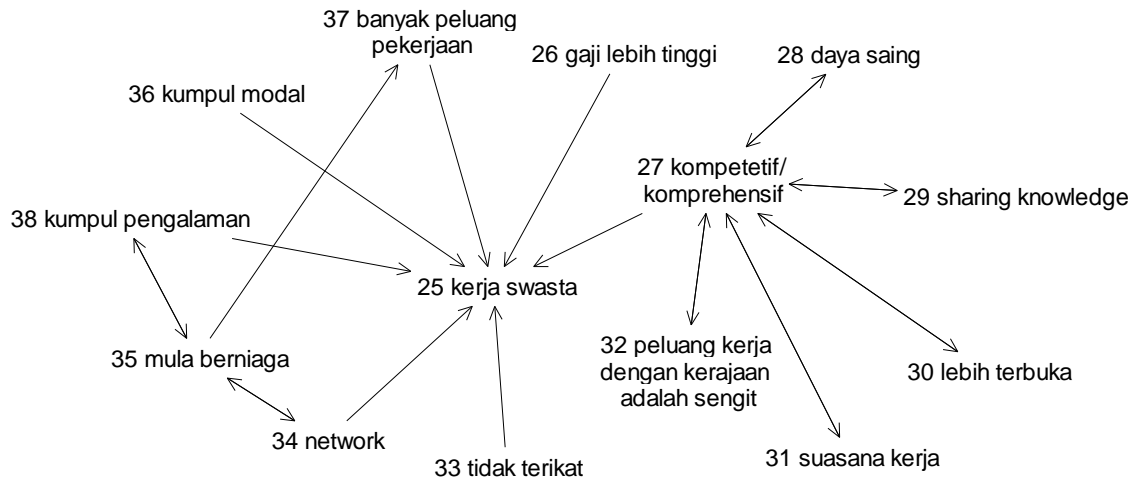 37 banyak peluang
pekerjaan
26 gaji lebih tinggi
28 daya saing
36 kumpul modal
27 kompetetif/
komprehensif
29 sharing knowledge
38 kumpul pengalaman
25 kerja swasta
32 peluang kerja
dengan kerajaan
adalah sengit
35 mula berniaga
30 lebih terbuka
34 network
33 tidak terikat
31 suasana kerja